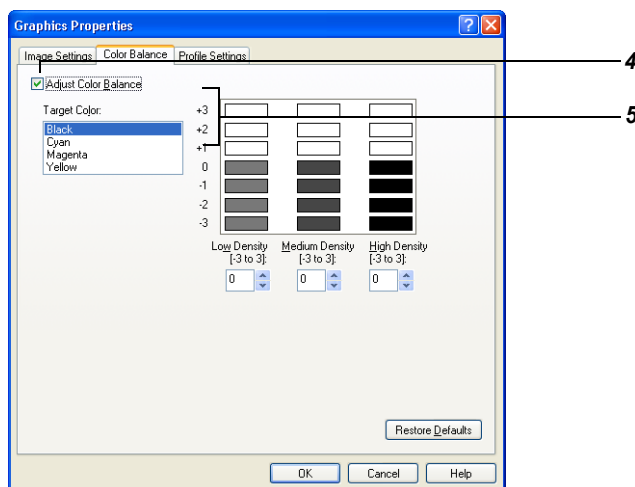 Graphics Properties
Image Settings Color Balance Profile Settings
4
Adjust Color Balance
5
Target Color:
Black
Cyan
Magenta
Yellow
+3
+2
+1
0
-1
-2
-3
Low Density [-3 to 3]:
Medium Density [-3 to 3]:
High Density [-3 to 3]:
0 0 0
Restore Defaults
OK Cancel Help